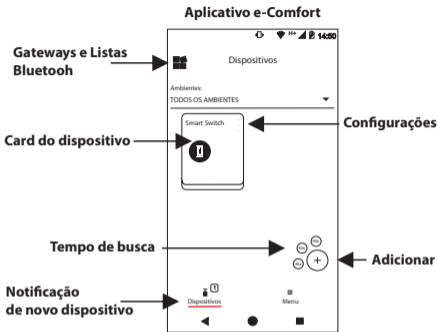 Aplicativo e-Comfort
H+ 14:50
Gateways e Listas
Bluetooh
Dispositivos
Ambientes:
TODOS OS AMBIENTES
Smart Switch
Configurações
Card do dispositivo
Tempo de busca
Adicionar
Notificação
de novo dispositivo
1
Dispositivos
Menu